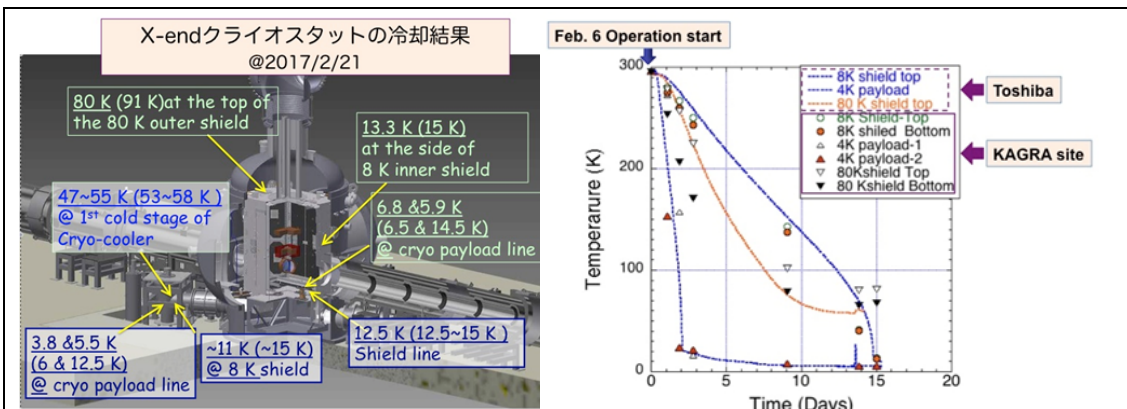 X-endクライオスタットの冷却結果
@2017/2/21
80 K (91 K)at the top of
the 80 K outer shield
13.3 K (15 K)
at the side of
8 K inner shield
47~55 K (53~58 K )
@ 1st cold stage of
Cryo-cooler
6.8 &5.9 K
(6.5 & 14.5 K)
@ cryo payload line
3.8 &5.5 K
(6 & 12.5 K)
@ cryo payload line
~11 K (~15 K)
@ 8 K shield
12.5 K (12.5~15 K )
Shield line
Feb. 6 Operation start
8K shield top
4K payload
80 K shield top
Toshiba
8K Shield-Top
8K shiled Bottom
4K payload-1
4K payload-2
80Kshield Top
80 Kshield Bottom
KAGRA site
Temperarure (K)
300
200
100
0
0
5
10
15
20
Time (Days)